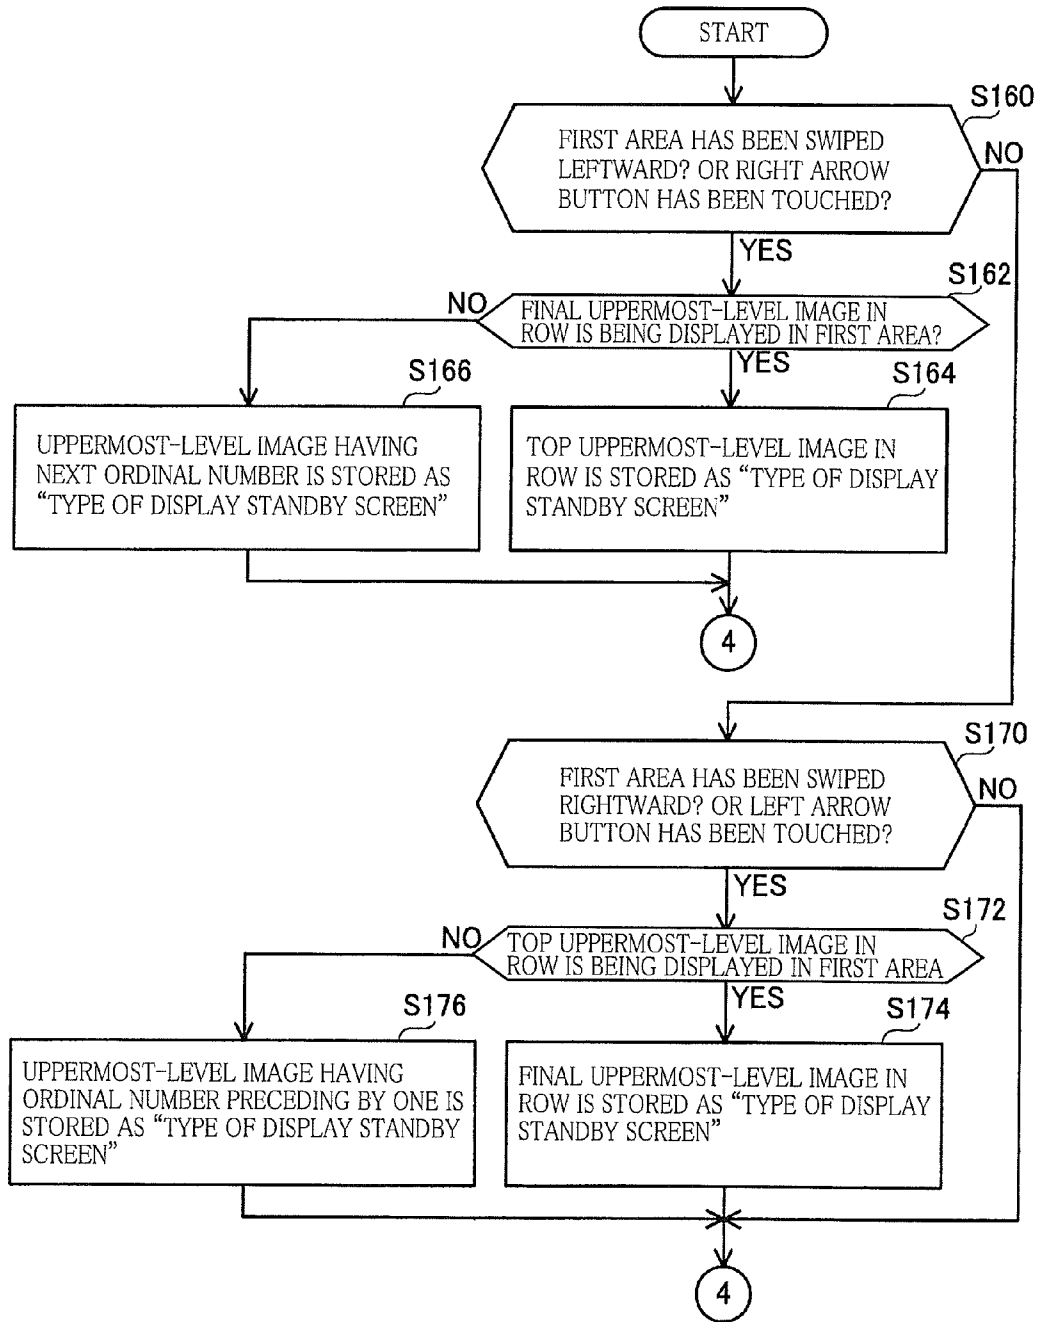 START
S160
FIRST AREA HAS BEEN SWIPED
LEFTWARD? OR RIGHT ARROW
BUTTON HAS BEEN TOUCHED?
NO
YES
S162
NO
FINAL UPPERMOST-LEVEL IMAGE IN
ROW IS BEING DISPLAYED IN FIRST AREA?
YES
S166
S164
UPPERMOST-LEVEL IMAGE HAVING
NEXT ORDINAL NUMBER IS STORED AS
“TYPE OF DISPLAY STANDBY SCREEN”
TOP UPPERMOST-LEVEL IMAGE IN
ROW IS STORED AS “TYPE OF DISPLAY
STANDBY SCREEN”
4
S170
FIRST AREA HAS BEEN SWIPED
RIGHTWARD? OR LEFT ARROW
BUTTON HAS BEEN TOUCHED?
NO
YES
S172
NO
TOP UPPERMOST-LEVEL IMAGE IN
ROW IS BEING DISPLAYED IN FIRST AREA
YES
S176
S174
UPPERMOST-LEVEL IMAGE HAVING
ORDINAL NUMBER PRECEDING BY ONE IS
STORED AS “TYPE OF DISPLAY STANDBY
SCREEN”
FINAL UPPERMOST-LEVEL IMAGE IN
ROW IS STORED AS “TYPE OF DISPLAY
STANDBY SCREEN”
4